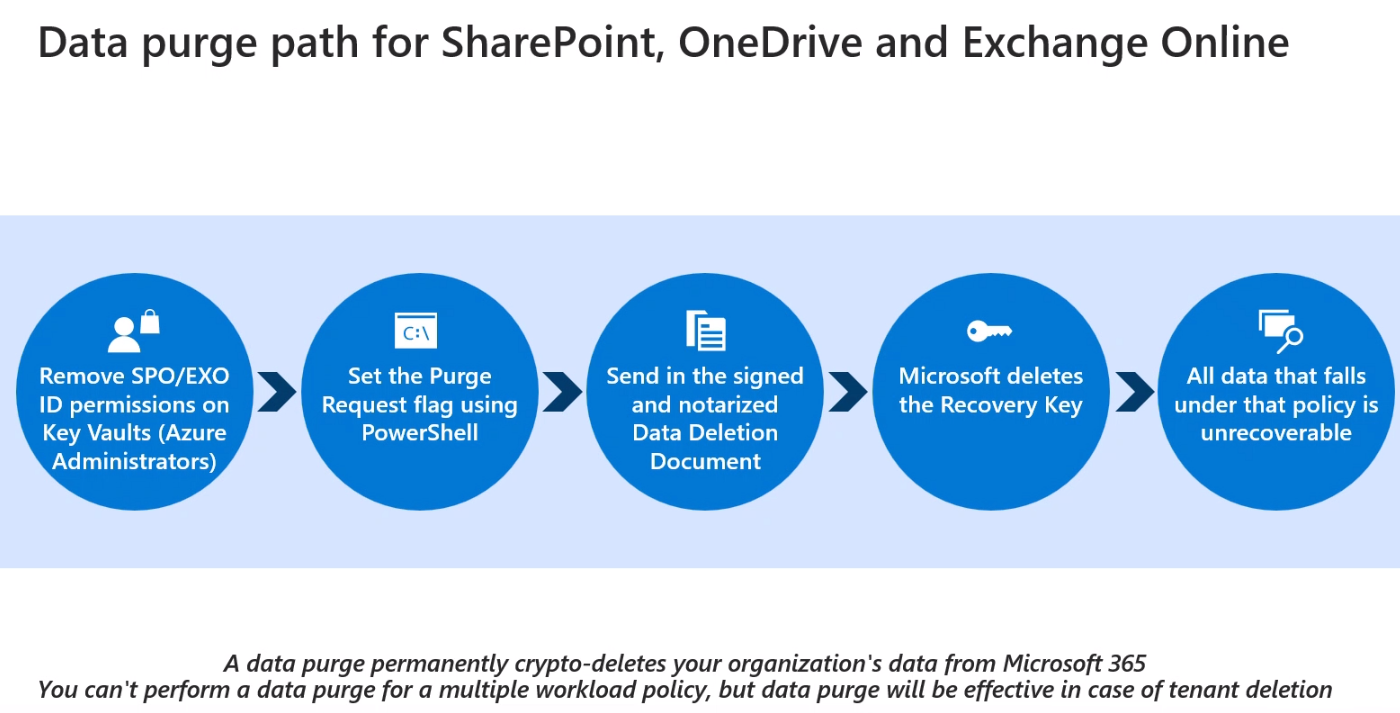 Data purge path for SharePoint, OneDrive and Exchange Online
Remove SPO/EXO
ID permissions on
Key Vaults (Azure
Administrators)
C:\
Set the Purge
Request flag using
PowerShell
Send in the signed
and notarized
Data Deletion
Document
Microsoft deletes
the Recovery Key
All data that falls
under that policy is
unrecoverable
A data purge permanently crypto-deletes your organization's data from Microsoft 365
You can't perform a data purge for a multiple workload policy, but data purge will be effective in case of tenant deletion